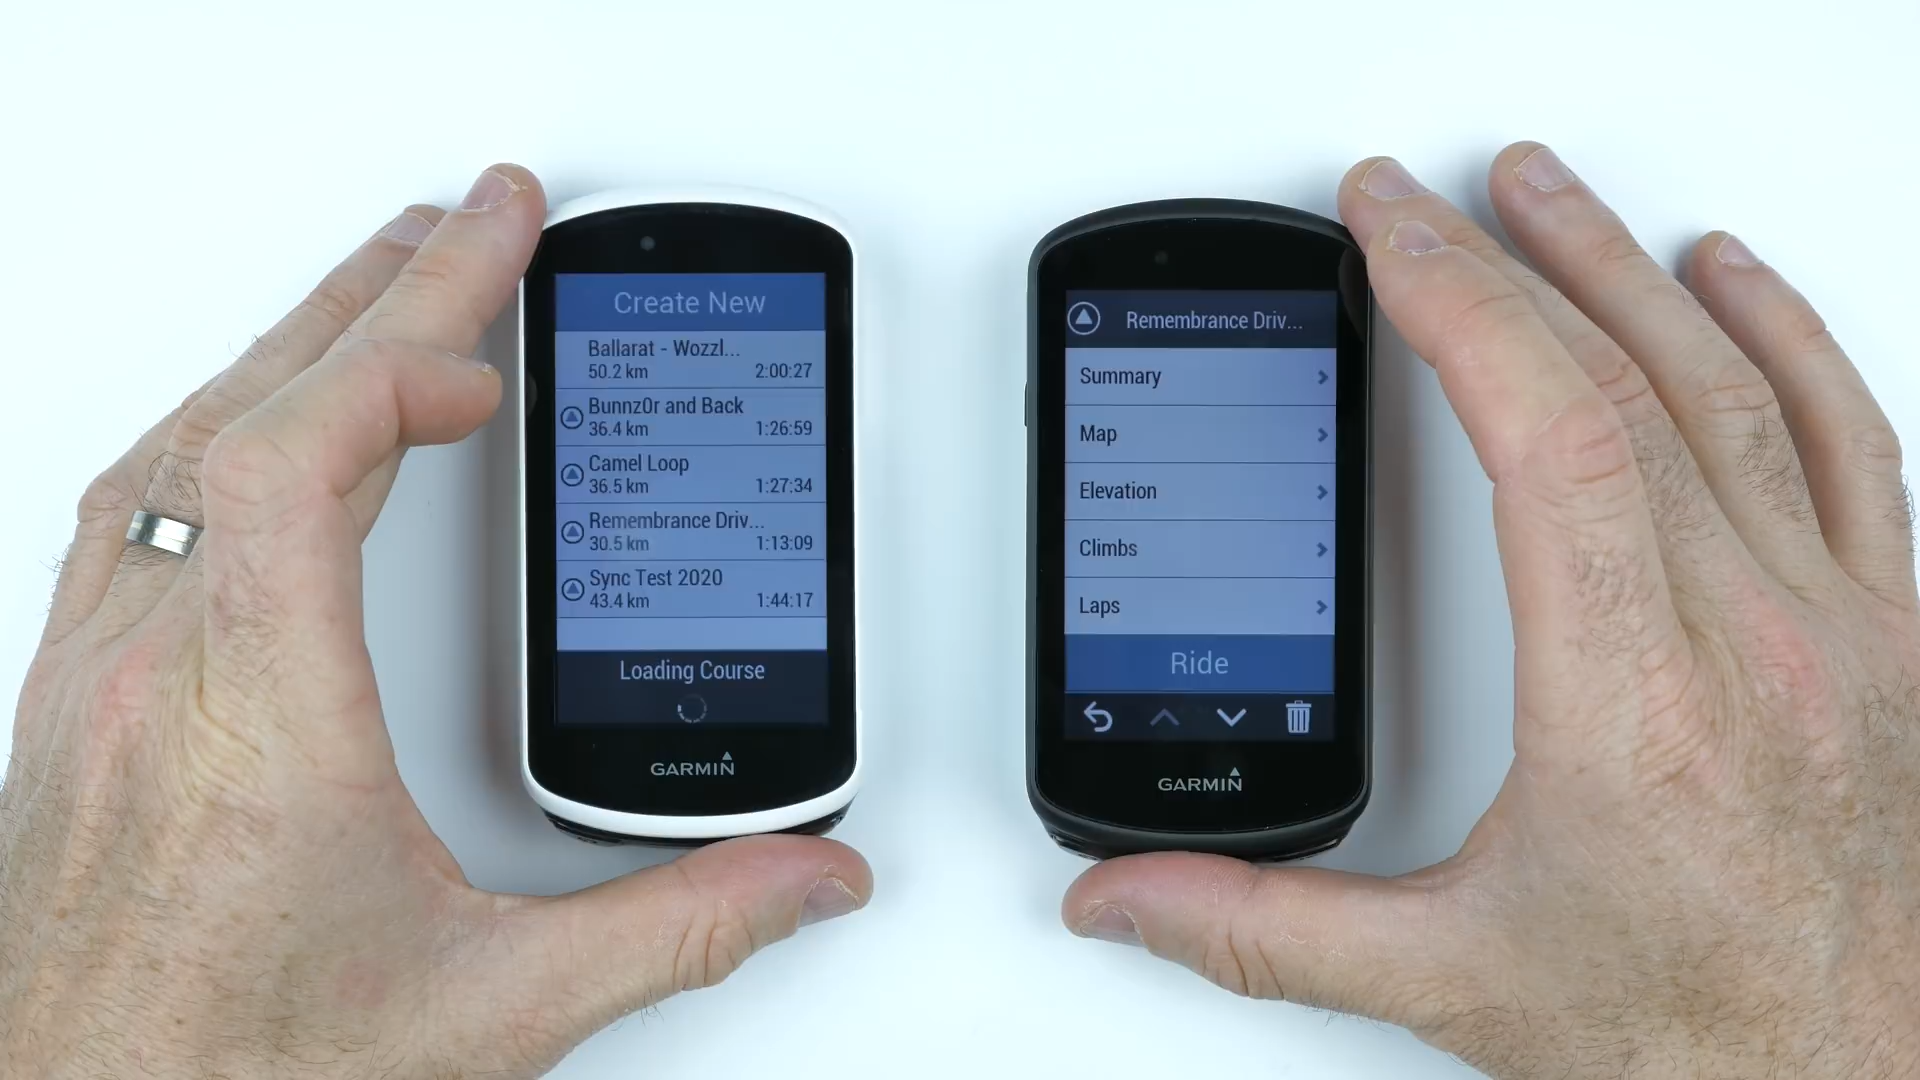 Create New
Ballarat - Wozzl...
50.2 km 2:00:27
Bunnz0r and Back
36.4 km 1:26:59
Camel Loop
36.5 km 1:27:34
Remembrance Driv...
30.5 km 1:13:09
Sync Test 2020
43.4 km 1:44:17
Loading Course
GARMIN
Remembrance Driv...
Summary
Map
Elevation
Climbs
Laps
Ride
GARMIN